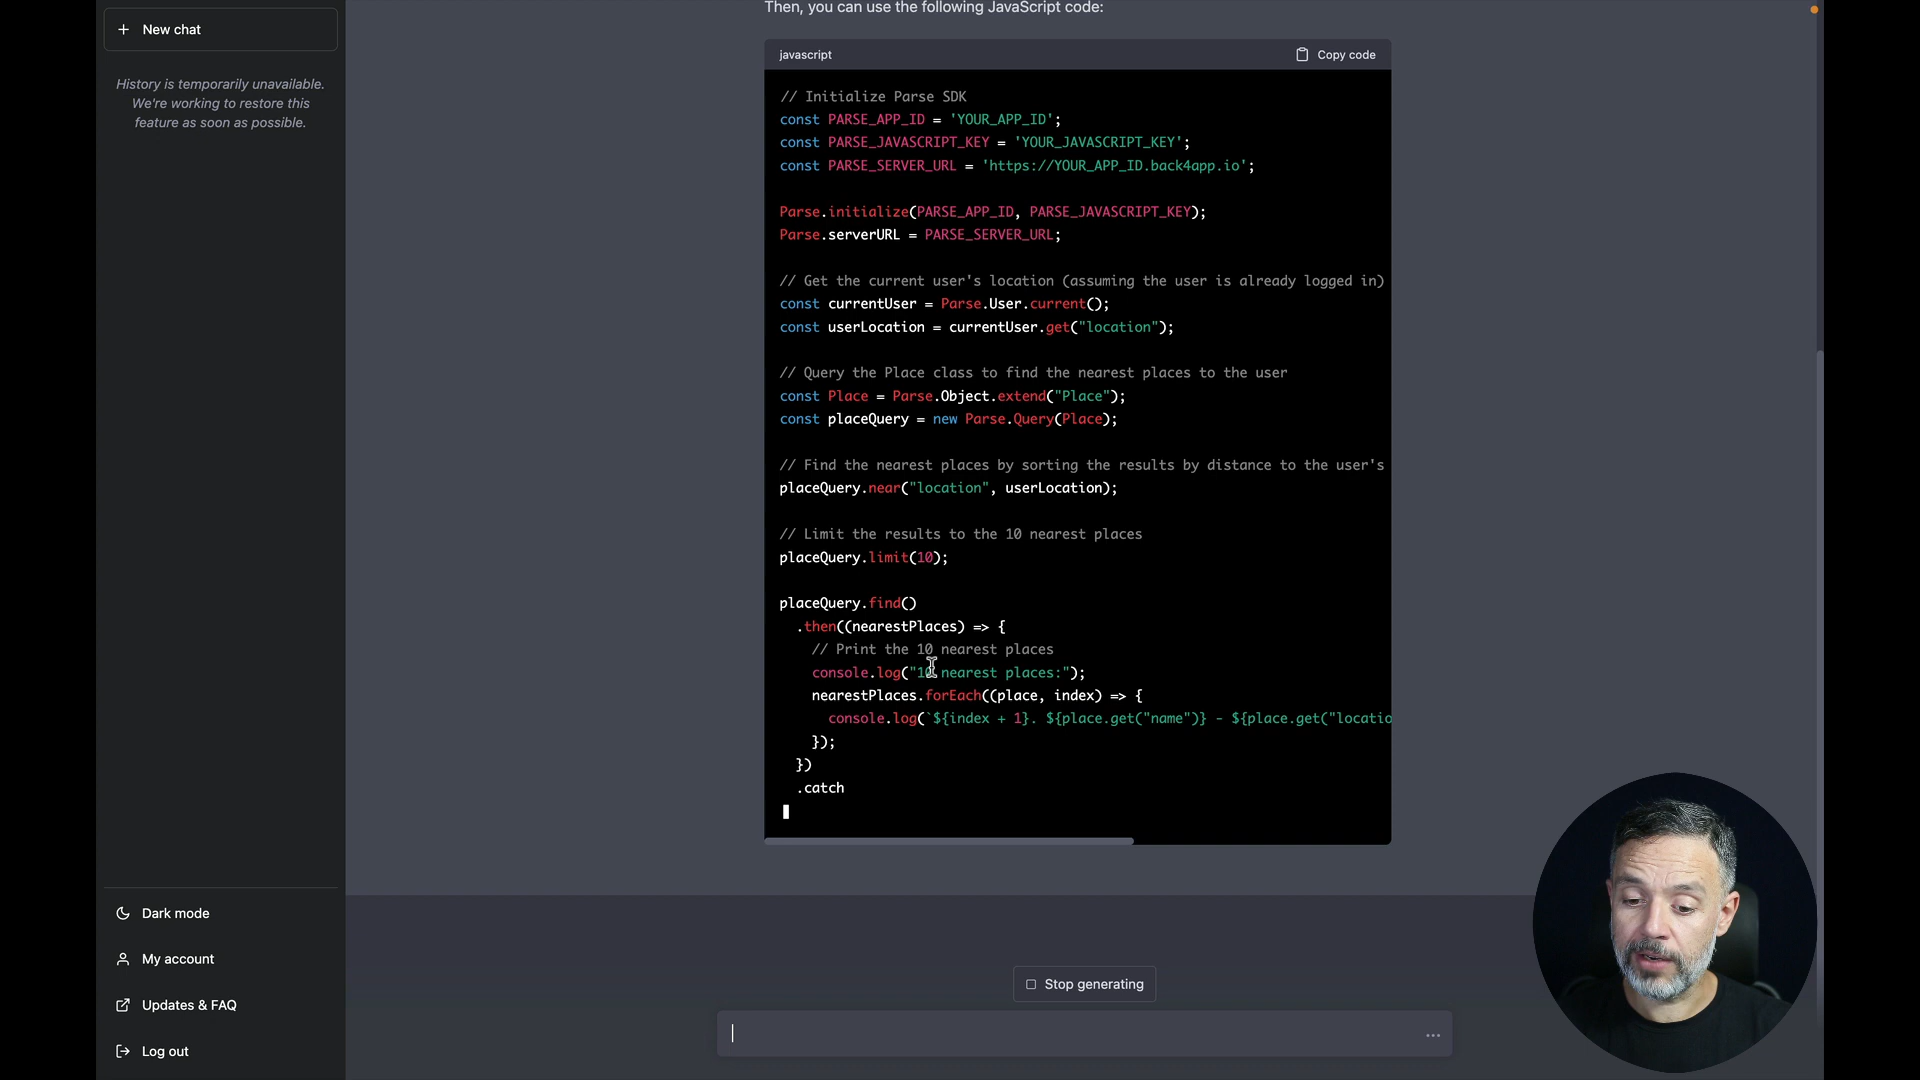 New chat
History is temporarily unavailable.
We're working to restore this
feature as soon as possible.
Dark mode
My account
Updates & FAQ
Log out
Then, you can use the following JavaScript code:
javascript
Copy code
// Initialize Parse SDK
const PARSE_APP_ID = 'YOUR_APP_ID';
const PARSE_JAVASCRIPT_KEY = 'YOUR_JAVASCRIPT_KEY';
const PARSE_SERVER_URL = 'https://YOUR_APP_ID.back4app.io';
Parse.initialize(PARSE_APP_ID, PARSE_JAVASCRIPT_KEY);
Parse.serverURL = PARSE_SERVER_URL;
// Get the current user's location (assuming the user is already logged in)
const currentUser = Parse.User.current();
const userLocation = currentUser.get("location");
// Query the Place class to find the nearest places to the user
const Place = Parse.Object.extend("Place");
const placeQuery = new Parse.Query(Place);
// Find the nearest places by sorting the results by distance to the user's
placeQuery.near("location", userLocation);
// Limit the results to the 10 nearest places
placeQuery.limit(10);
placeQuery.find()
.then((nearestPlaces) => {
// Print the 10 nearest places
console.log("10 nearest places:");
nearestPlaces.forEach((place, index) => {
console.log(`${index + 1}. ${place.get("name")} - ${place.get("locatio
});
})
.catch
Stop generating